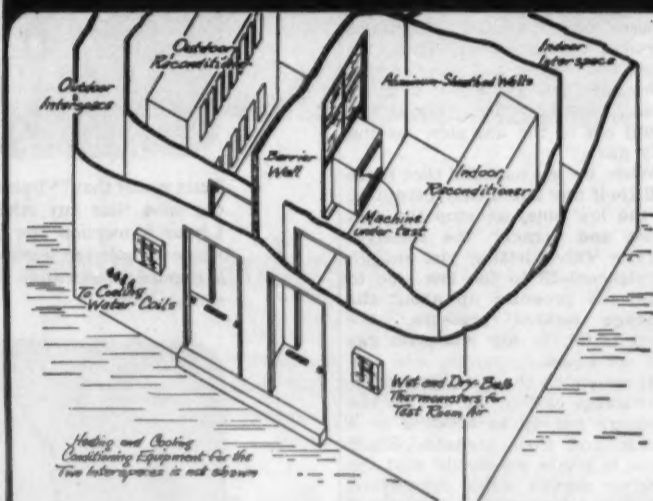 Outdoor
Interspace
Outdoor
Reconditioner
Barrier
Wall
Aluminum Sheathed Walls
Indoor
Interspace
Indoor
Reconditioner
Machine
under test
To Cooling
Water Coils
Wet and Dry-Bulb
Thermometers for
Test Room Air
Heating and Cooling
Conditioning Equipment for the
Two Interspaces is not shown